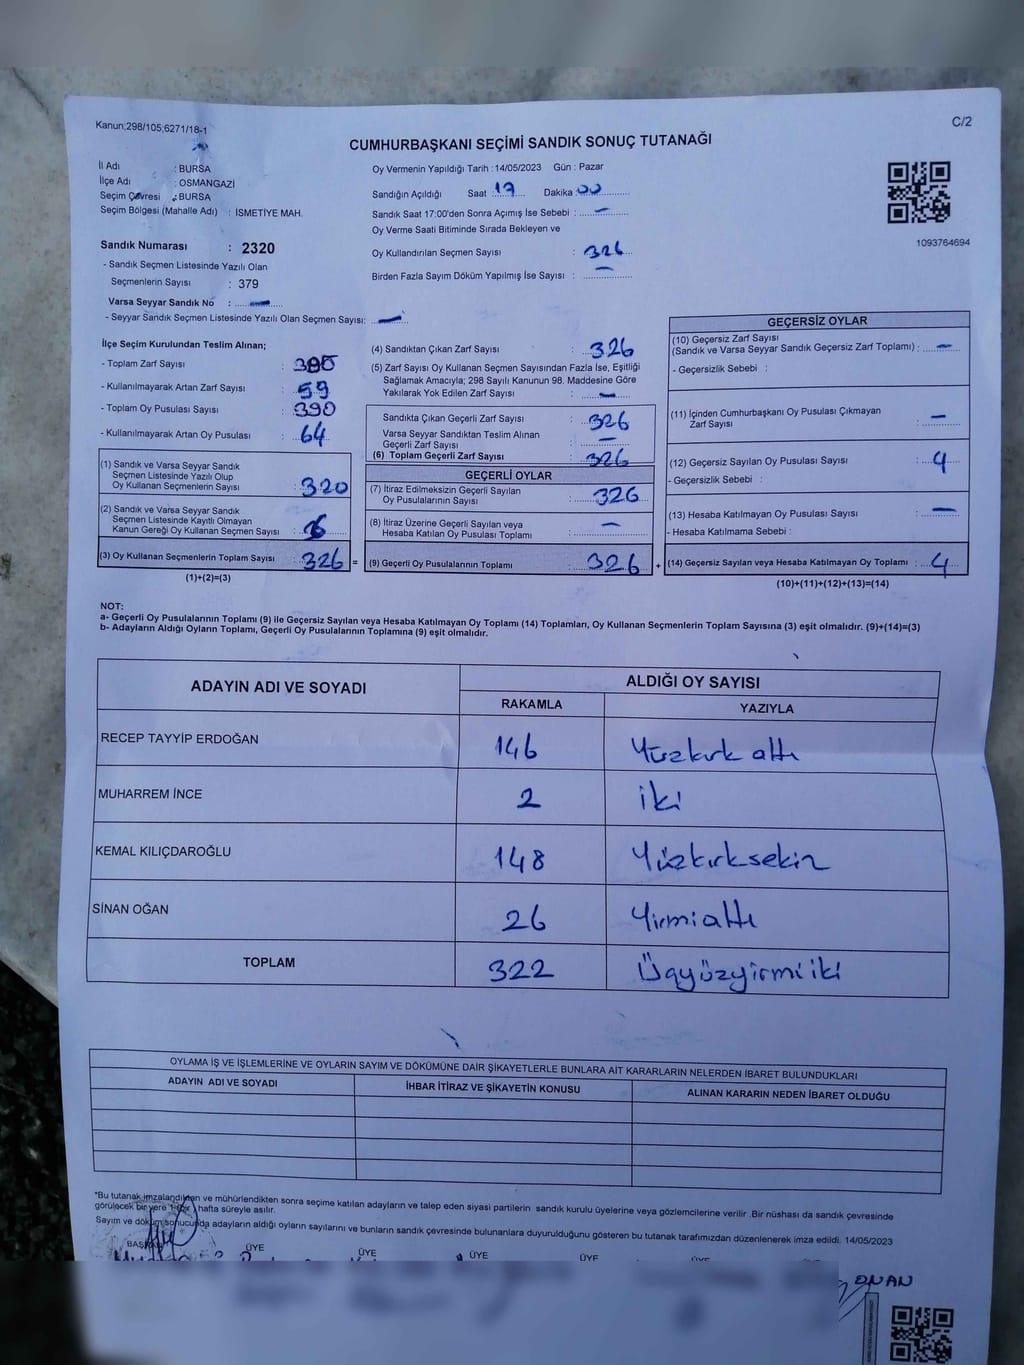 Kanun;298/105;6271/18-1
C/2
CUMHURBAŞKANI SEÇİMİ SANDIK SONUÇ TUTANAĞI
İl Adı : BURSA
İlçe Adı : OSMANGAZİ
Seçim Çevresi : BURSA
Seçim Bölgesi (Mahalle Adı) : İSMETİYE MAH.
Sandık Numarası : 2320
- Sandık Seçmen Listesinde Yazılı Olan
Seçmenlerin Sayısı : 379
Varsa Seyyar Sandık No : —
- Seyyar Sandık Seçmen Listesinde Yazılı Olan Seçmen Sayısı: —
Oy Vermenin Yapıldığı Tarih :14/05/2023 Gün : Pazar
Sandığın Açıldığı Saat 17 Dakika 00
Sandık Saat 17:00'den Sonra Açımış İse Sebebi : —
Oy Verme Saati Bitiminde Sırada Bekleyen ve
Oy Kullandırılan Seçmen Sayısı : 326
Birden Fazla Sayım Döküm Yapılmış İse Sayısı : —
1093764694
İlçe Seçim Kurulundan Teslim Alınan;
- Toplam Zarf Sayısı :
- Kullanılmayarak Artan Zarf Sayısı : 59
- Toplam Oy Pusulası Sayısı : 390
- Kullanılmayarak Artan Oy Pusulası : 64
(1) Sandık ve Varsa Seyyar Sandık
Seçmen Listesinde Yazılı Olup
Oy Kullanan Seçmenlerin Sayısı : 320
(2) Sandık ve Varsa Seyyar Sandık
Seçmen Listesinde Kayıtlı Olmayan
Kanun Gereği Oy Kullanan Seçmen Sayısı : 6
(3) Oy Kullanan Seçmenlerin Toplam Sayısı : 326 =
(1)+(2)=(3)
(4) Sandıktan Çıkan Zarf Sayısı : 326
(5) Zarf Sayısı Oy Kullanan Seçmen Sayısından Fazla İse, Eşitliği
Sağlamak Amacıyla; 298 Sayılı Kanunun 98. Maddesine Göre
Yakılarak Yok Edilen Zarf Sayısı : —
Sandıkta Çıkan Geçerli Zarf Sayısı : 326
Varsa Seyyar Sandıktan Teslim Alınan
Geçerli Zarf Sayısı : —
(6) Toplam Geçerli Zarf Sayısı : 326
GEÇERLİ OYLAR
(7) İtiraz Edilmeksizin Geçerli Sayılan
Oy Pusulalarının Sayısı : 326
(8) İtiraz Üzerine Geçerli Sayılan veya
Hesaba Katılan Oy Pusulası Toplamı : —
(9) Geçerli Oy Pusulalarının Toplamı : 326 +
GEÇERSİZ OYLAR
(10) Geçersiz Zarf Sayısı
(Sandık ve Varsa Seyyar Sandık Geçersiz Zarf Toplamı) : —
- Geçersizlik Sebebi :
(11) İçinden Cumhurbaşkanı Oy Pusulası Çıkmayan
Zarf Sayısı : —
(12) Geçersiz Sayılan Oy Pusulası Sayısı : 4
- Geçersizlik Sebebi :
(13) Hesaba Katılmayan Oy Pusulası Sayısı : —
- Hesaba Katılmama Sebebi :
(14) Geçersiz Sayılan veya Hesaba Katılmayan Oy Toplamı : 4
(10)+(11)+(12)+(13)=(14)
NOT:
a- Geçerli Oy Pusulalarının Toplamı (9) ile Geçersiz Sayılan veya Hesaba Katılmayan Oy Toplamı (14) Toplamları, Oy Kullanan Seçmenlerin Toplam Sayısına (3) eşit olmalıdır. (9)+(14)=(3)
b- Adayların Aldığı Oyların Toplamı, Geçerli Oy Pusulalarının Toplamına (9) eşit olmalıdır.
ADAYIN ADI VE SOYADI
ALDIĞI OY SAYISI
RAKAMLA YAZIYLA
RECEP TAYYİP ERDOĞAN 146 Yüzkırk altı
MUHARREM İNCE 2 iki
KEMAL KILIÇDAROĞLU 148 Yüzkırksekiz
SİNAN OĞAN 26 Yirmialtı
TOPLAM 322 Üçyüzyirmiiki
OYLAMA İŞ VE İŞLEMLERİNE VE OYLARIN SAYIM VE DÖKÜMÜNE DAİR ŞİKAYETLERLE BUNLARA AİT KARARLARIN NELERDEN İBARET BULUNDUKLARI
ADAYIN ADI VE SOYADI İHBAR İTİRAZ VE ŞİKAYETİN KONUSU ALINAN KARARIN NEDEN İBARET OLDUĞU
*Bu tutanak imzalandıktan ve mühürlendikten sonra seçime katılan adayların ve talep eden siyasi partilerin sandık kurulu üyelerine veya gözlemcilerine verilir .Bir nüshası da sandık çevresinde
görülecek bir yere 1 hafta süreyle asılır.
Sayım ve döküm sonucunda adayların aldığı oyların sayılarını ve bunların sandık çevresinde bulunanlara duyurulduğunu gösteren bu tutanak tarafımızdan düzenlenerek imza edildi. 14/05/2023
BAŞKAN ÜYE ÜYE ÜYE ÜYE ÜYE